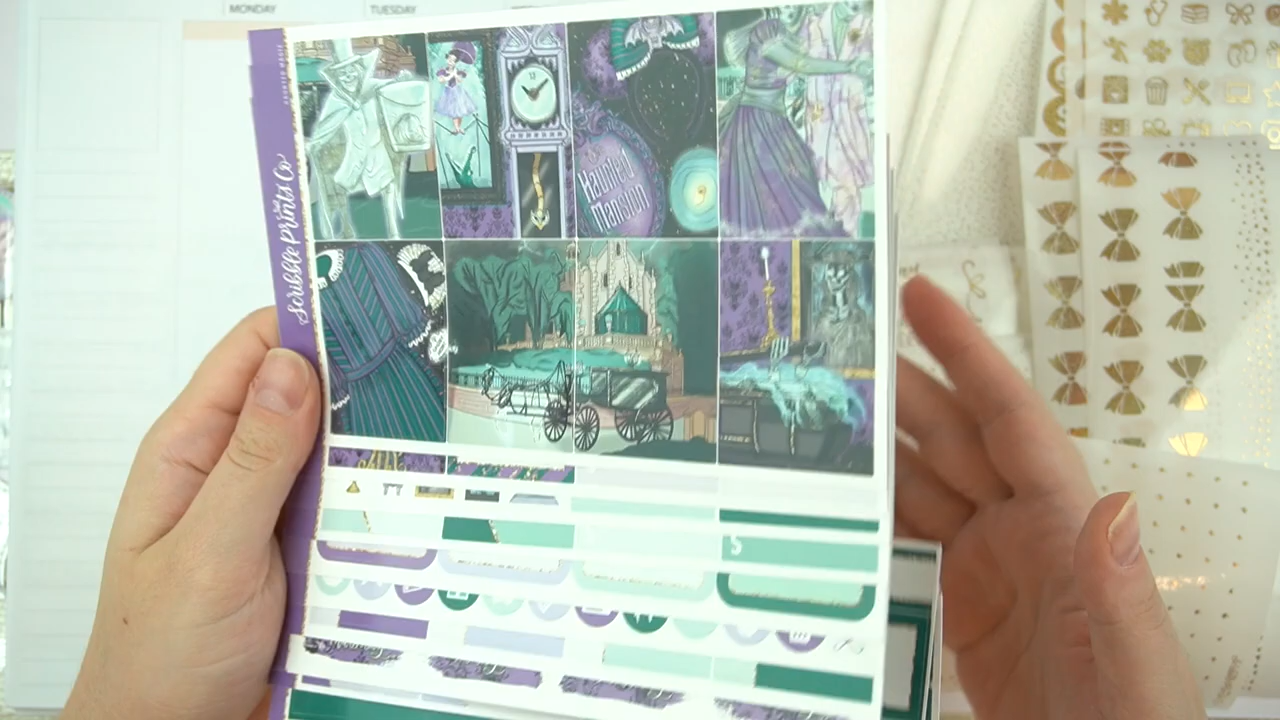 MONDAY
TUESDAY
Scribble Prints Co
Haunted
Mansion